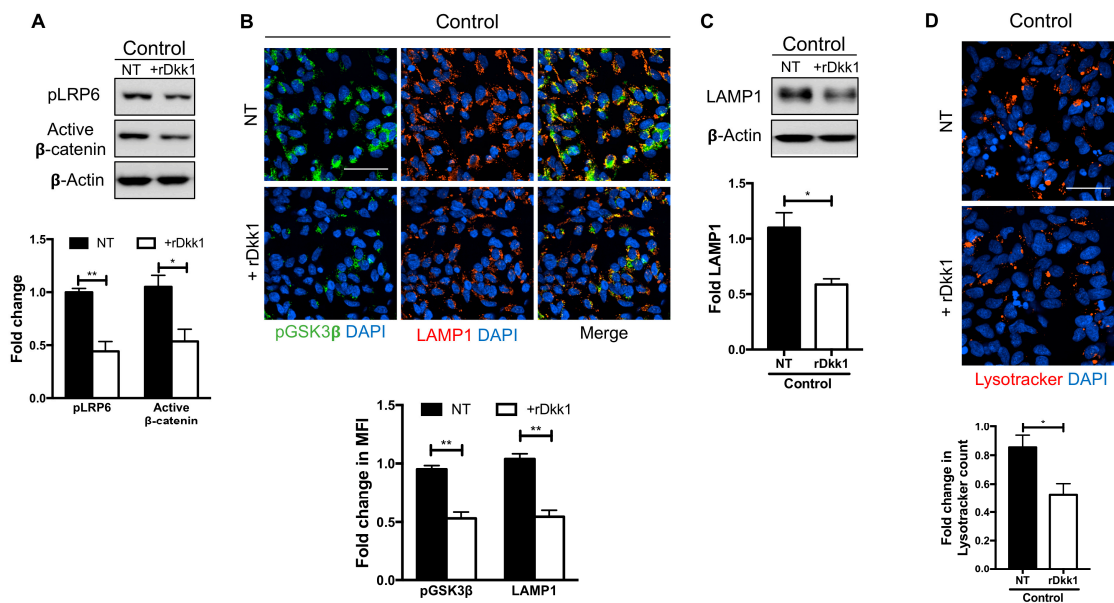 A
Control
NT +rDkk1
pLRP6
Active
β-catenin
β-Actin
NT +rDkk1
Fold change
1.5
1.0
0.5
0.0
**
*
pLRP6
Active
β-catenin
B
Control
NT
+ rDkk1
pGSK3β DAPI
LAMP1 DAPI
Merge
NT +rDkk1
Fold change in MFI
1.5
1.0
0.5
0.0
**
**
pGSK3β
LAMP1
C
Control
NT +rDkk1
LAMP1
β-Actin
Fold LAMP1
1.5
1.0
0.5
0.0
*
NT rDkk1
Control
D
Control
NT
+ rDkk1
Lysotracker DAPI
Fold change in
Lysotracker count
1.0
0.8
0.6
0.4
0.2
0.0
*
NT rDkk1
Control